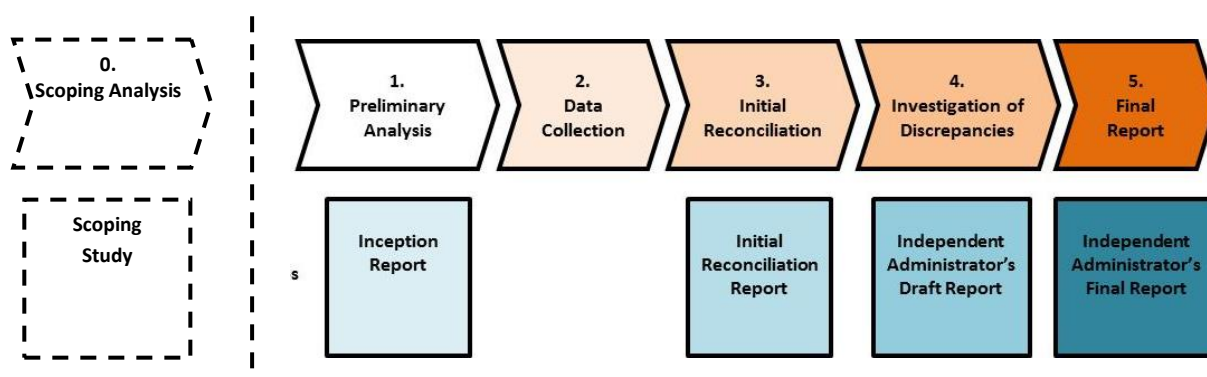 0.
Scoping Analysis
1.
Preliminary
Analysis
2.
Data
Collection
3.
Initial
Reconciliation
4.
Investigation of
Discrepancies
5.
Final
Report
Scoping
Study
s
Inception
Report
Initial
Reconciliation
Report
Independent
Administrator’s
Draft Report
Independent
Administrator’s
Final Report